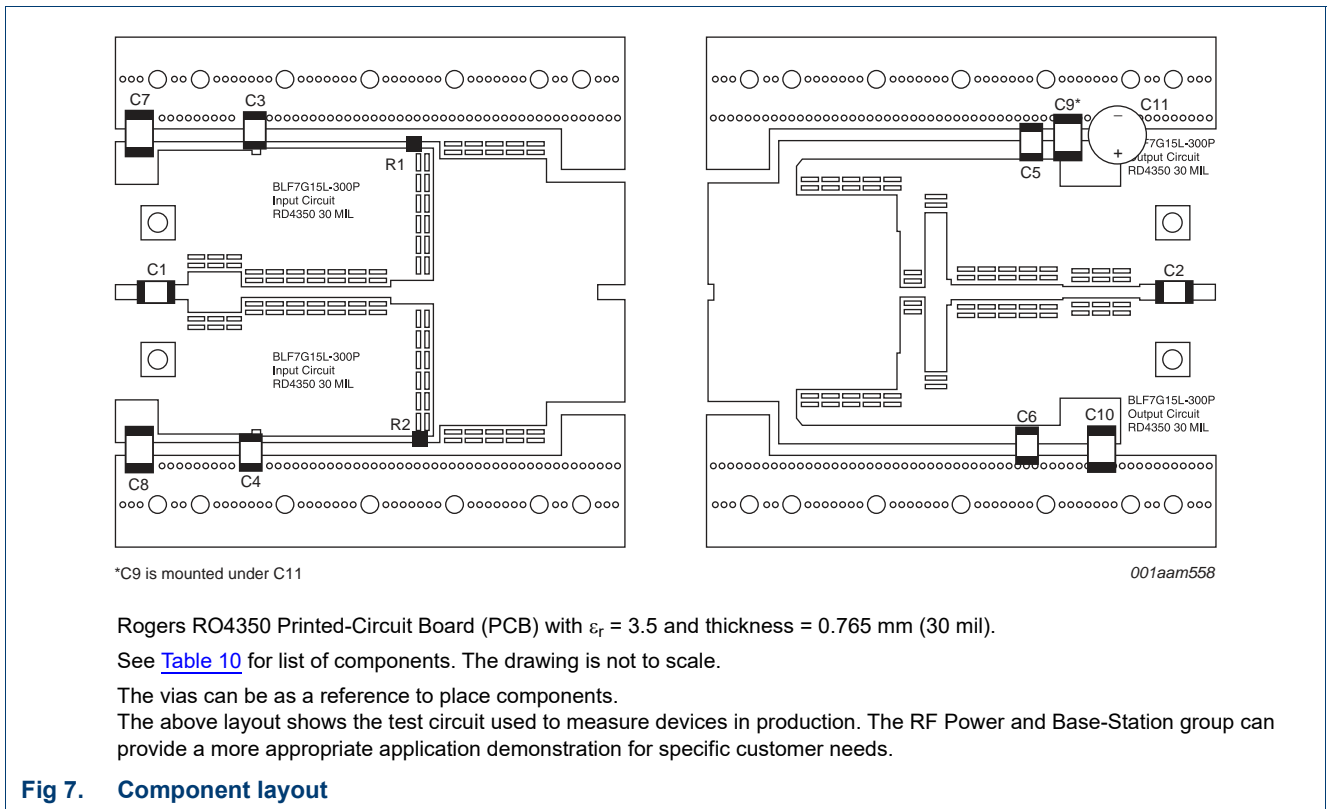 C7
C3
R1
BLF7G15L-300P
Input Circuit
RD4350 30 MIL
C1
BLF7G15L-300P
Input Circuit
RD4350 30 MIL
R2
C8
C4
C9*
C11
−
+
C5
F7G15L-300P
utput Circuit
RD4350 30 MIL
C2
BLF7G15L-300P
Output Circuit
RD4350 30 MIL
C6
C10
*C9 is mounted under C11
001aam558
Rogers RO4350 Printed-Circuit Board (PCB) with εr = 3.5 and thickness = 0.765 mm (30 mil).
See Table 10 for list of components. The drawing is not to scale.
The vias can be as a reference to place components.
The above layout shows the test circuit used to measure devices in production. The RF Power and Base-Station group can
provide a more appropriate application demonstration for specific customer needs.
Fig 7. Component layout